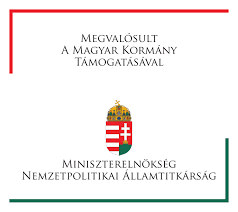 Megvalósult
A Magyar Kormány
Támogatásával
Miniszterelnökség
Nemzetpolitikai Államtitkárság